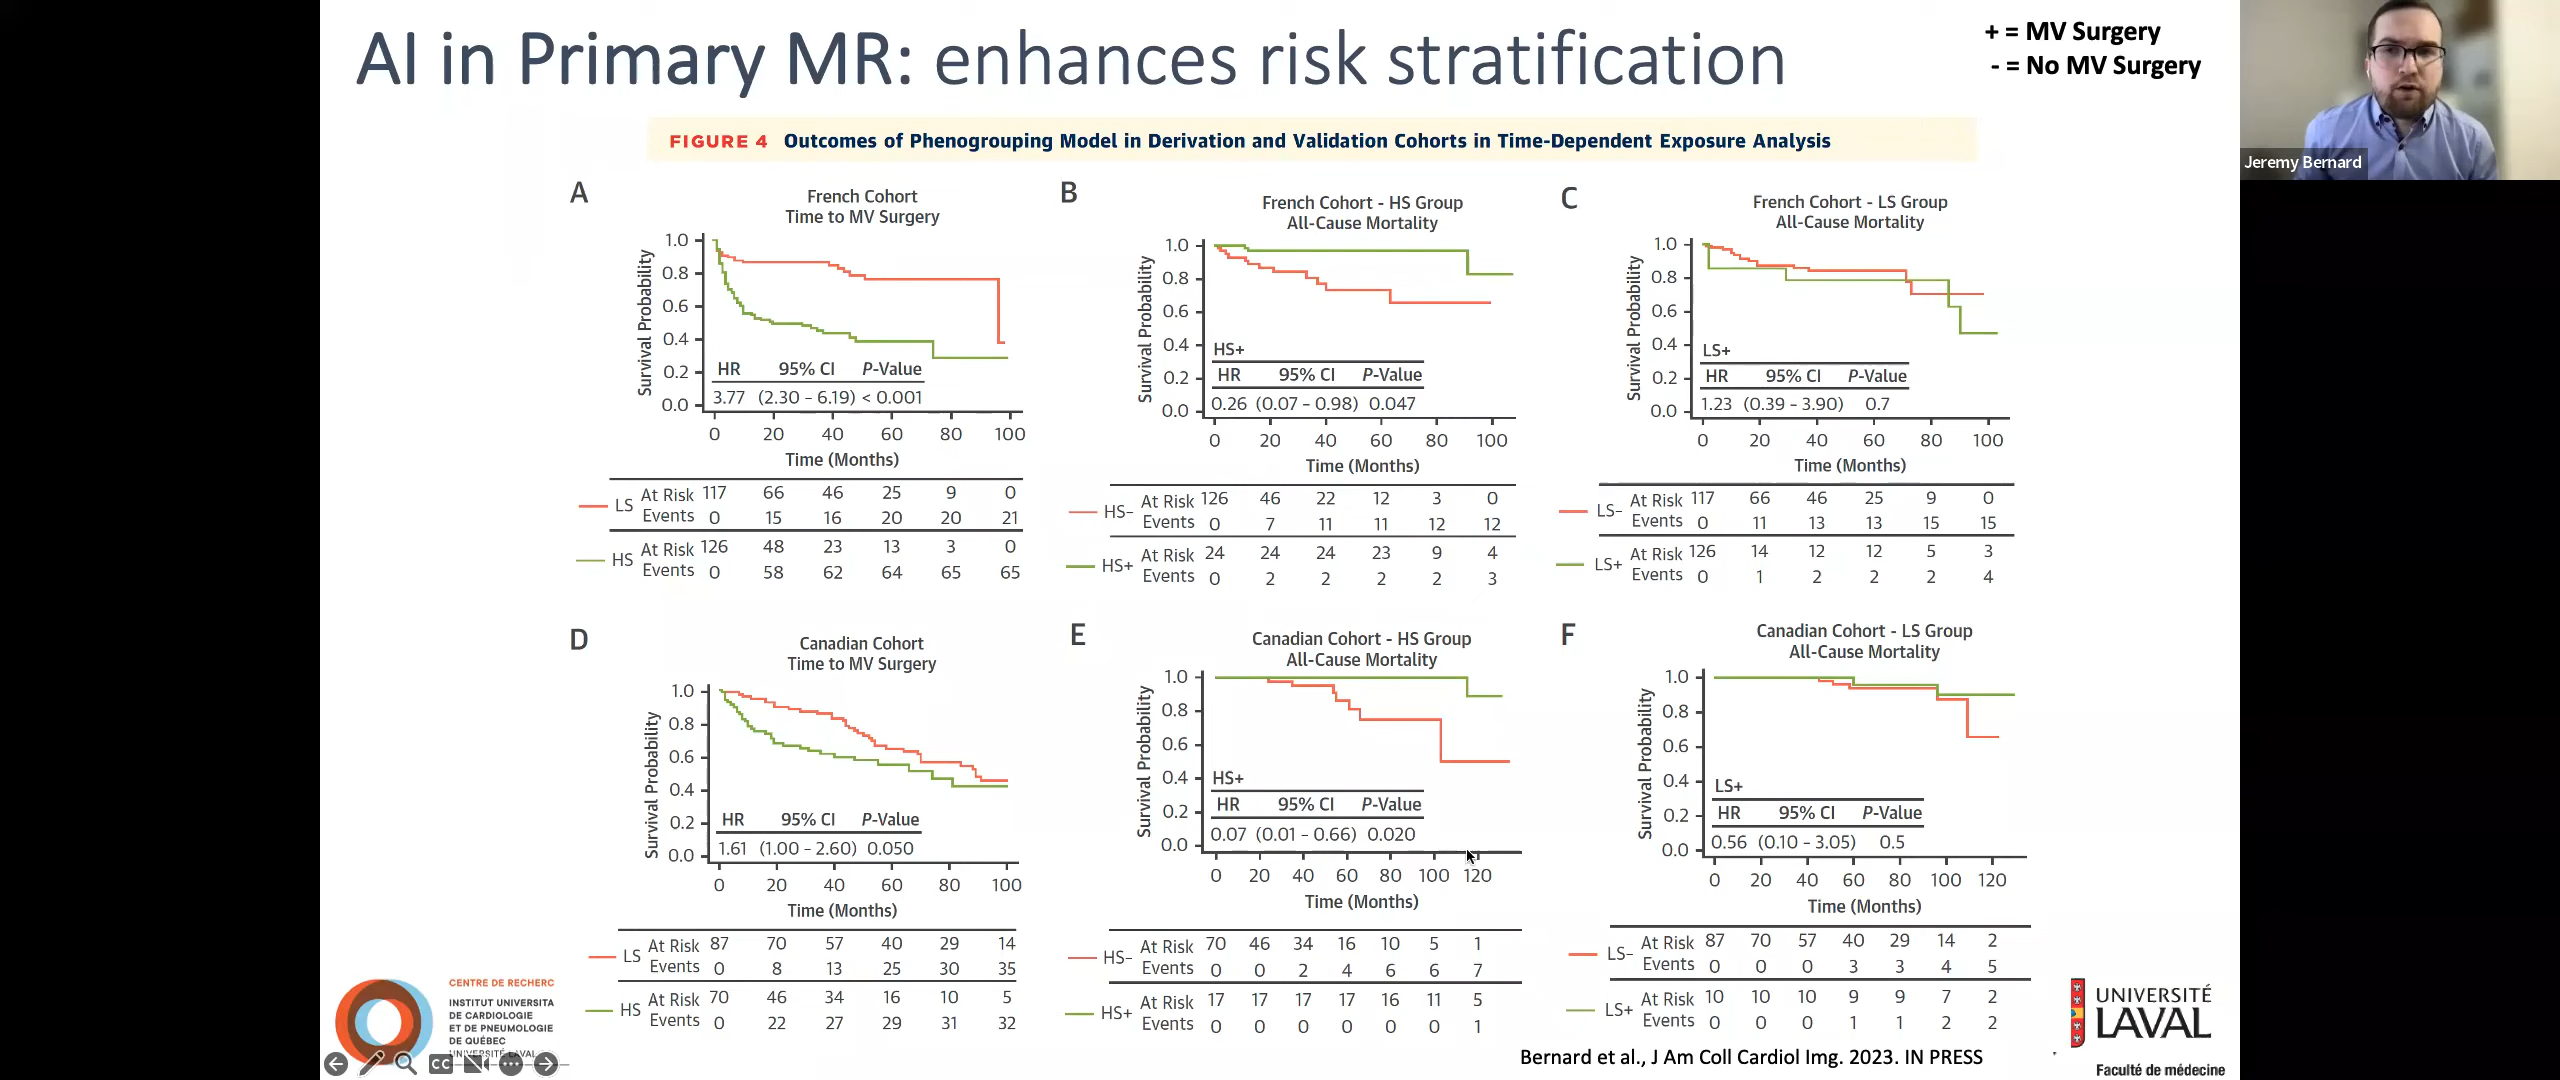 AI in Primary MR: enhances risk stratification
+ = MV Surgery
- = No MV Surgery
Jeremy Bernard
FIGURE 4 Outcomes of Phenogrouping Model in Derivation and Validation Cohorts in Time-Dependent Exposure Analysis
A
French Cohort
Time to MV Surgery
Survival Probability
1.0
0.8
0.6
0.4
0.2
0.0
HR 95% CI P-Value
3.77 (2.30 – 6.19) < 0.001
0 20 40 60 80 100
Time (Months)
LS
At Risk 117 66 46 25 9 0
Events 0 15 16 20 20 21
HS
At Risk 126 48 23 13 3 0
Events 0 58 62 64 65 65
B
French Cohort - HS Group
All-Cause Mortality
Survival Probability
1.0
0.8
0.6
0.4
0.2
0.0
HS+
HR 95% CI P-Value
0.26 (0.07 – 0.98) 0.047
0 20 40 60 80 100
Time (Months)
HS–
At Risk 126 46 22 12 3 0
Events 0 7 11 11 12 12
HS+
At Risk 24 24 24 23 9 4
Events 0 2 2 2 2 3
C
French Cohort - LS Group
All-Cause Mortality
Survival Probability
1.0
0.8
0.6
0.4
0.2
0.0
LS+
HR 95% CI P-Value
1.23 (0.39 – 3.90) 0.7
0 20 40 60 80 100
Time (Months)
LS–
At Risk 117 66 46 25 9 0
Events 0 11 13 13 15 15
LS+
At Risk 126 14 12 12 5 3
Events 0 1 2 2 2 4
D
Canadian Cohort
Time to MV Surgery
Survival Probability
1.0
0.8
0.6
0.4
0.2
0.0
HR 95% CI P-Value
1.61 (1.00 – 2.60) 0.050
0 20 40 60 80 100
Time (Months)
LS
At Risk 87 70 57 40 29 14
Events 0 8 13 25 30 35
HS
At Risk 70 46 34 16 10 5
Events 0 22 27 29 31 32
E
Canadian Cohort - HS Group
All-Cause Mortality
Survival Probability
1.0
0.8
0.6
0.4
0.2
0.0
HS+
HR 95% CI P-Value
0.07 (0.01 – 0.66) 0.020
0 20 40 60 80 100 120
Time (Months)
HS–
At Risk 70 46 34 16 10 5 1
Events 0 0 2 4 6 6 7
HS+
At Risk 17 17 17 17 16 11 5
Events 0 0 0 0 0 0 1
F
Canadian Cohort - LS Group
All-Cause Mortality
Survival Probability
1.0
0.8
0.6
0.4
0.2
0.0
LS+
HR 95% CI P-Value
0.56 (0.10 – 3.05) 0.5
0 20 40 60 80 100 120
Time (Months)
LS–
At Risk 87 70 57 40 29 14 2
Events 0 0 0 3 3 4 5
LS+
At Risk 10 10 10 9 9 7 2
Events 0 0 0 1 1 2 2
CENTRE DE RECHERC
INSTITUT UNIVERSITA
DE CARDIOLOGIE
ET DE PNEUMOLOGIE
DE QUÉBEC
UNIVERSITÉ LAVAL
CC
Bernard et al., J Am Coll Cardiol Img. 2023. IN PRESS
UNIVERSITÉ
LAVAL
Faculté de médecine